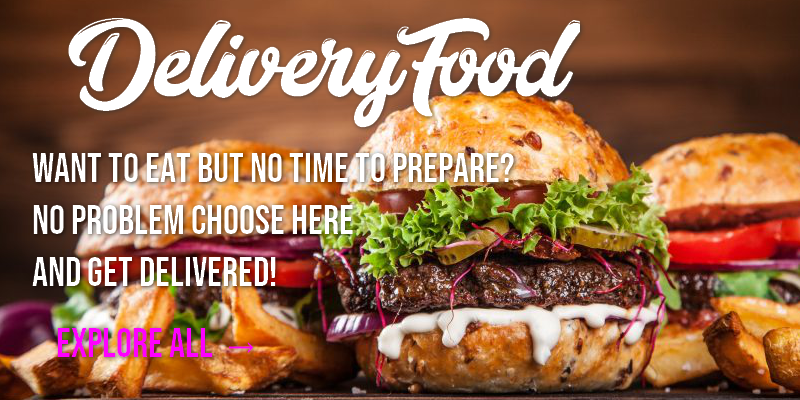 DeliveryFood
WANT TO EAT BUT NO TIME TO PREPARE?
NO PROBLEM CHOOSE HERE
AND GET DELIVERED!
EXPLORE ALL →